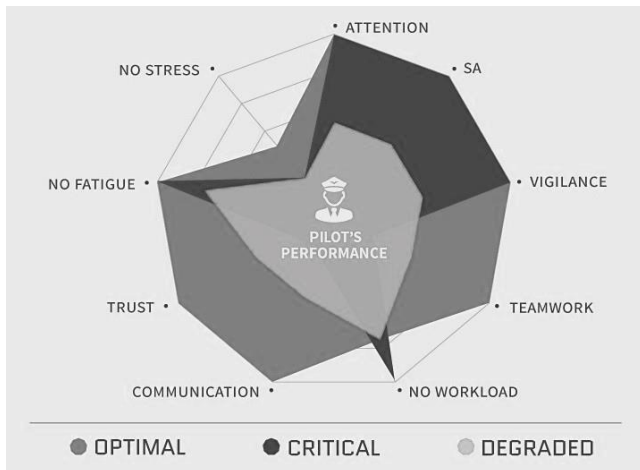 ATTENTION
NO STRESS
SA
NO FATIGUE
VIGILANCE
PILOT'S
PERFORMANCE
TRUST
TEAMWORK
COMMUNICATION
NO WORKLOAD
OPTIMAL
CRITICAL
DEGRADED